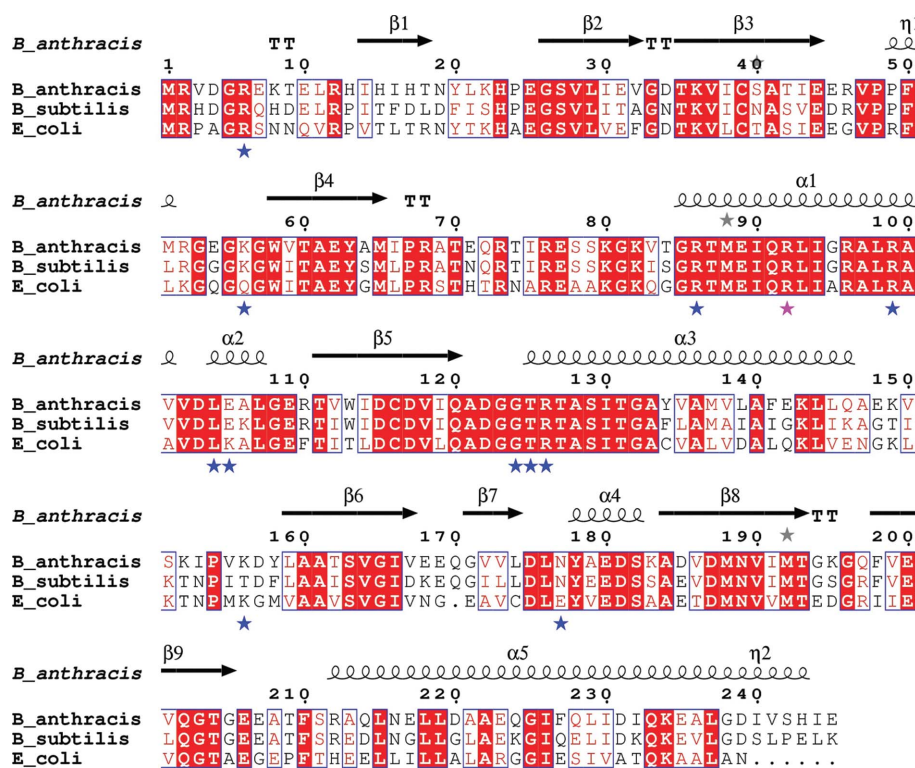 β1 β2 β3 η1
B_anthracis TT TT
1 10 20 30 40 50
B_anthracis MRVDGREKTELRHIHIHTNYLKHPEGSVLIEVGDTKVICSATIEERVPPF
B_subtilis MRHDGRQHDELRPITFDLDFISHPEGSVLITAGNTKVICNASVEDRVPPF
E_coli MRPAGRSNNQVRPVTLTRNYTKHAEGSVLVEFGDTKVLCTASIEEGVPRF
β4 α1
B_anthracis TT
60 70 80 90 100
B_anthracis MRGEGKGWVTAEYAMIPRATEQRTIRESSKGKVTGRTMEIQRLIGRALRA
B_subtilis LRGGGKGWITAEYSMLPRATNQRTIRESSKGKISGRTMEIQRLIGRALRA
E_coli LKGQGQGWITAEYGMLPRSTHTRNAREAAKGKQGGRTMEIQRLIARALRA
α2 β5 α3
B_anthracis
110 120 130 140 150
B_anthracis VVDLEALGERTVWIDCDVIQADGGTRTASITGAYVAMVLAFEKLLQAEKV
B_subtilis VVDLEKLGERTIWIDCDVLQADGGTRTASITGAFLAMAIAIGKLIKAGTI
E_coli AVDLKALGEFTITLDCDVLQADGGTRTASITGACVALVDALQKLVENGKL
β6 β7 α4 β8
B_anthracis TT
160 170 180 190 200
B_anthracis SKIPVKDYLAATSVGIVEEQGVVLDLNYAEDSKADVDMNVIMTGKGQFVE
B_subtilis KTNPITDFLAAISVGIDKEQGILLDLNYEEDSSAEVDMNVIMTGSGRFVE
E_coli KTNPMKGMVAAVSVGIVNG.EAVCDLEYVEDSAAETDMNVVMTEDGRIIE
β9 α5 η2
B_anthracis
210 220 230 240
B_anthracis VQGTGEEATFSRAQLNELLDAAEQGIFQLIDIQKEALGDIVSHIE
B_subtilis LQGTGEEATFSREDLNGLLGLAEKGIQELIDKQKEVLGDSLPELK
E_coli VQGTAEGEPFTHEELLILLALARGGIESIVATQKAALAN......